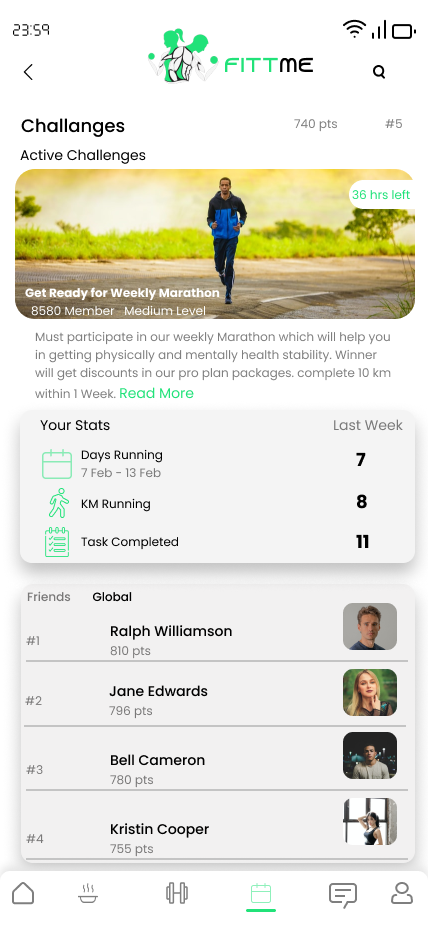 23:59
FITTME
Challanges
740 pts
#5
Active Challenges
36 hrs left
Get Ready for Weekly Marathon
8580 Member Medium Level
Must participate in our weekly Marathon which will help you
in getting physically and mentally health stability. Winner
will get discounts in our pro plan packages. complete 10 km
within 1 Week. Read More
Your Stats
Last Week
Days Running
7 Feb - 13 Feb
7
KM Running
8
Task Completed
11
Friends
Global
#1
Ralph Williamson
810 pts
#2
Jane Edwards
796 pts
#3
Bell Cameron
780 pts
#4
Kristin Cooper
755 pts